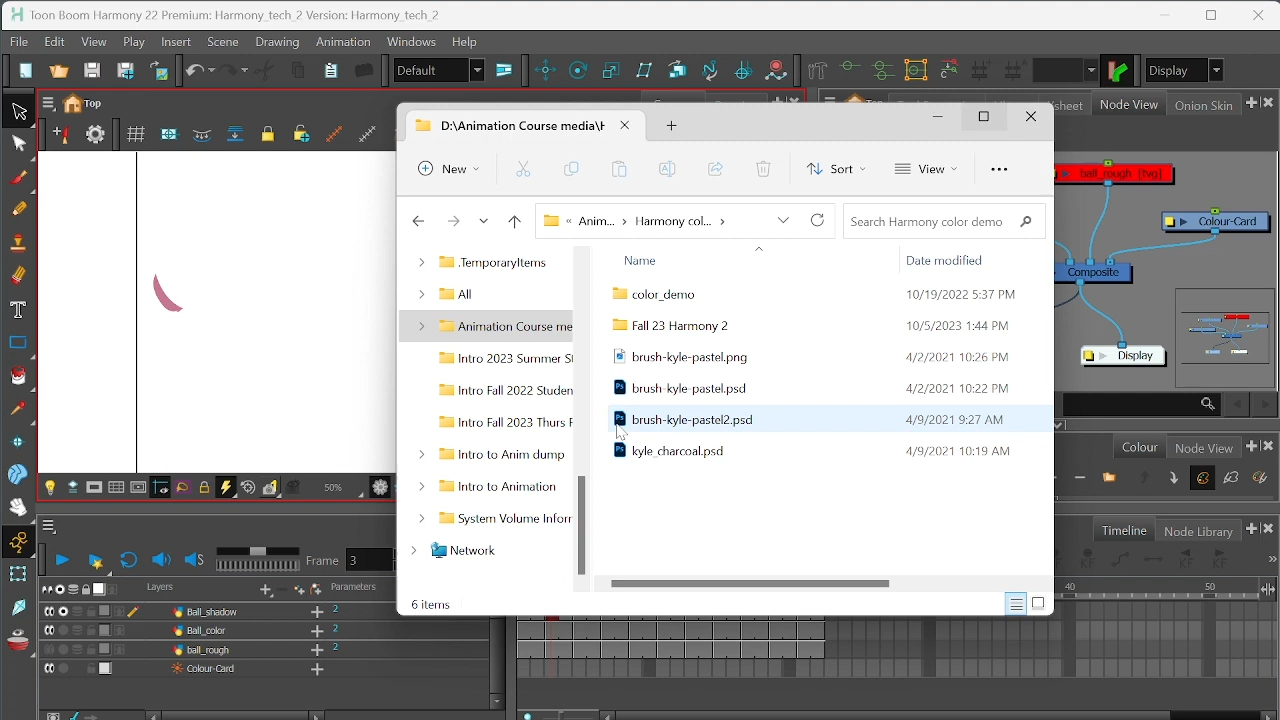 Toon Boom Harmony 22 Premium: Harmony_tech_2 Version: Harmony_tech_2
File Edit View Play Insert Scene Drawing Animation Windows Help
Default Display
Top
Node View Onion Skin
D:\Animation Course media\H
New Sort View
Anim... Harmony col... Search Harmony color demo
Name Date modified
.TemporaryItems
All
Animation Course me
Intro 2023 Summer St
Intro Fall 2022 Studen
Intro Fall 2023 Thurs F
Intro to Anim dump
Intro to Animation
System Volume Inforr
Network
color_demo 10/19/2022 5:37 PM
Fall 23 Harmony 2 10/5/2023 1:44 PM
brush-kyle-pastel.png 4/2/2021 10:26 PM
brush-kyle-pastel.psd 4/2/2021 10:22 PM
brush-kyle-pastel2.psd 4/9/2021 9:27 AM
kyle_charcoal.psd 4/9/2021 10:19 AM
6 items
ball_rough [tvg]
Colour-Card
Composite
Display
Colour Node View
50%
Timeline Node Library
Frame 3
Layers Parameters
40 50
Ball_shadow 2
Ball_color 2
ball_rough 2
Colour-Card